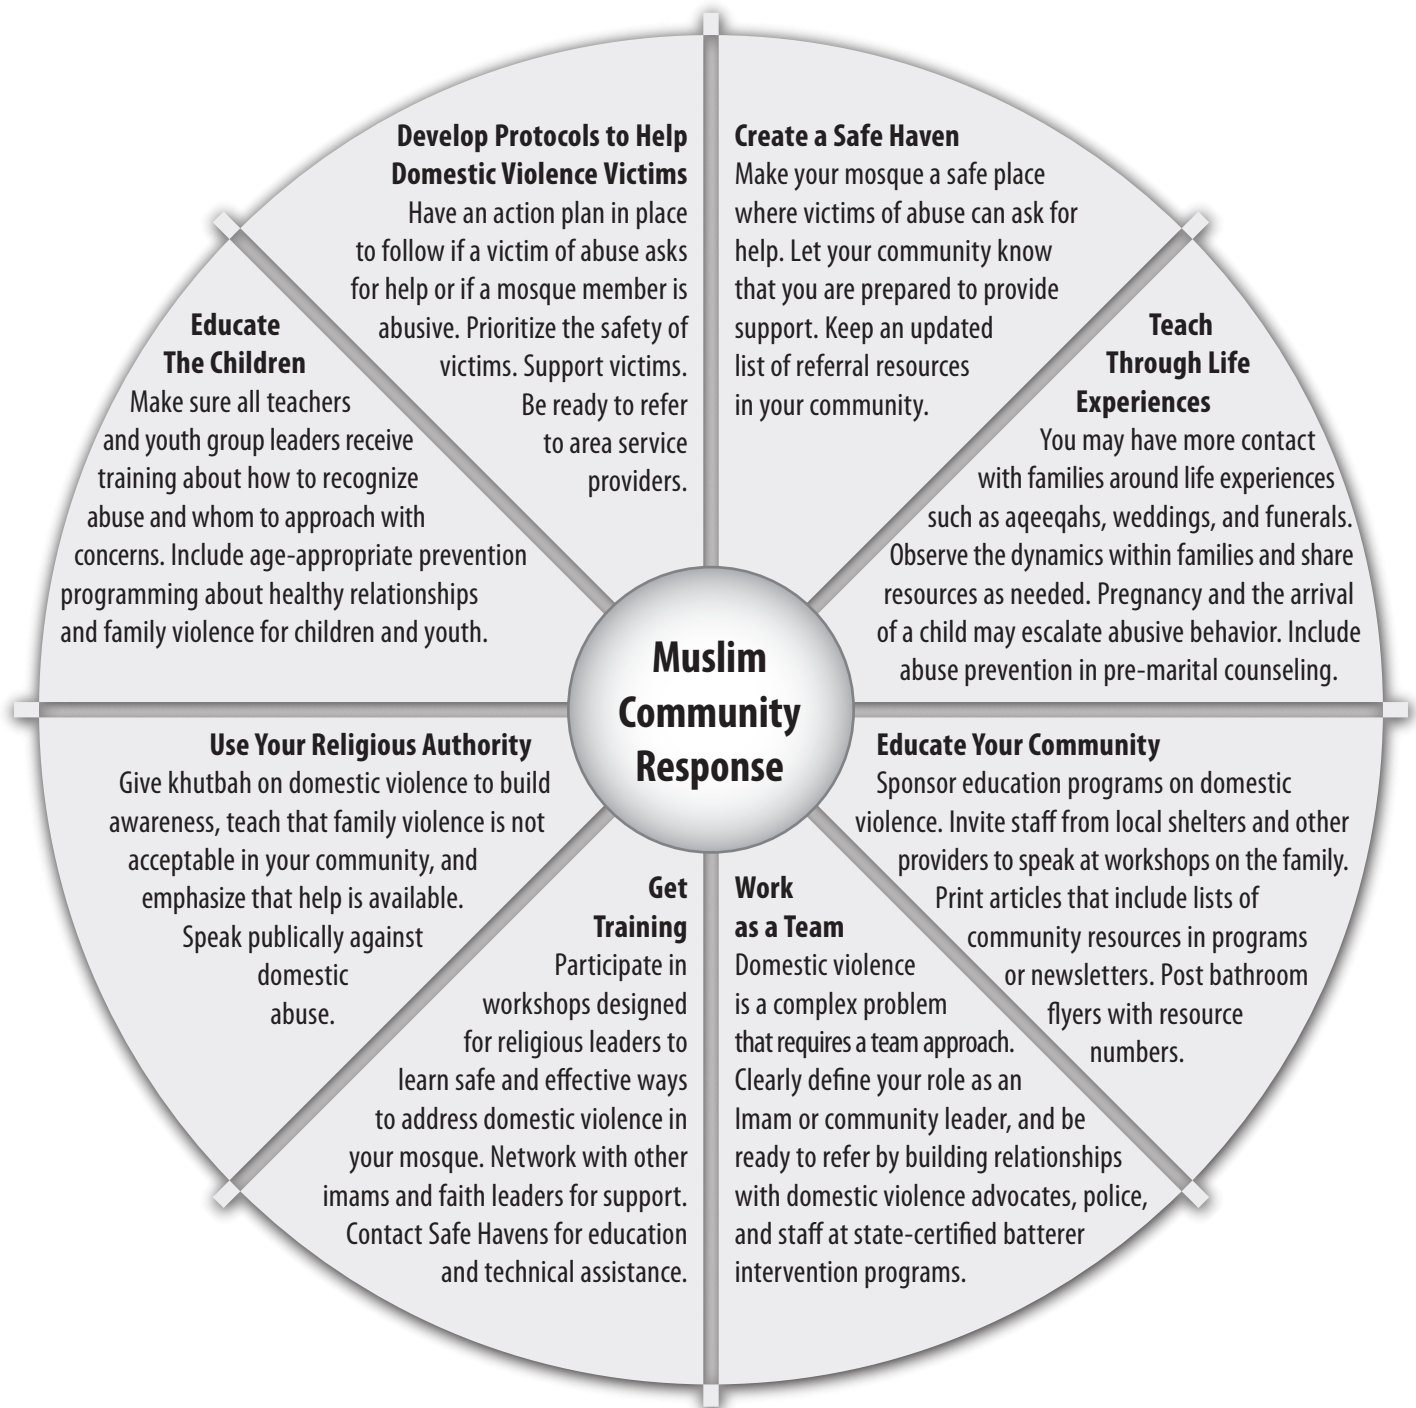 Develop Protocols to Help
Domestic Violence Victims
Have an action plan in place
to follow if a victim of abuse asks
for help or if a mosque member is
abusive. Prioritize the safety of
victims. Support victims.
Be ready to refer
to area service
providers.
Create a Safe Haven
Make your mosque a safe place
where victims of abuse can ask for
help. Let your community know
that you are prepared to provide
support. Keep an updated
list of referral resources
in your community.
Teach
Through Life
Experiences
You may have more contact
with families around life experiences
such as aqeeqahs, weddings, and funerals.
Observe the dynamics within families and share
resources as needed. Pregnancy and the arrival
of a child may escalate abusive behavior. Include
abuse prevention in pre-marital counseling.
Educate Your Community
Sponsor education programs on domestic
violence. Invite staff from local shelters and other
providers to speak at workshops on the family.
Print articles that include lists of
community resources in programs
or newsletters. Post bathroom
flyers with resource
numbers.
Work
as a Team
Domestic violence
is a complex problem
that requires a team approach.
Clearly define your role as an
Imam or community leader, and be
ready to refer by building relationships
with domestic violence advocates, police,
and staff at state-certified batterer
intervention programs.
Get
Training
Participate in
workshops designed
for religious leaders to
learn safe and effective ways
to address domestic violence in
your mosque. Network with other
imams and faith leaders for support.
Contact Safe Havens for education
and technical assistance.
Use Your Religious Authority
Give khutbah on domestic violence to build
awareness, teach that family violence is not
acceptable in your community, and
emphasize that help is available.
Speak publically against
domestic
abuse.
Educate
The Children
Make sure all teachers
and youth group leaders receive
training about how to recognize
abuse and whom to approach with
concerns. Include age-appropriate prevention
programming about healthy relationships
and family violence for children and youth.
Muslim
Community
Response